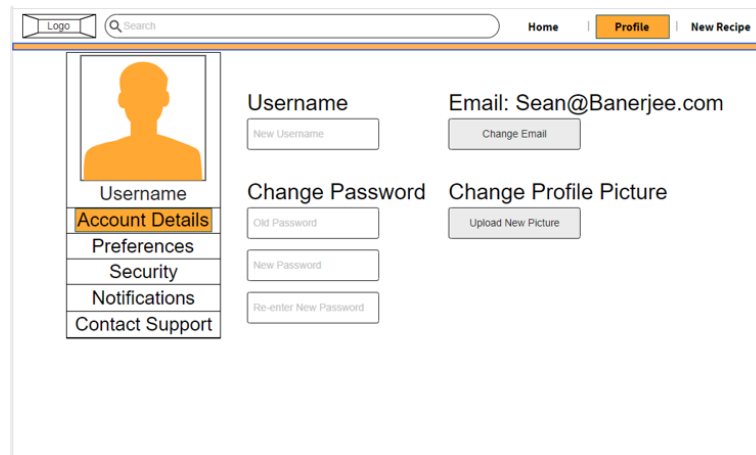 Logo
Search
Home
Profile
New Recipe
Username
Account Details
Preferences
Security
Notifications
Contact Support
Username
New Username
Email: Sean@Banerjee.com
Change Email
Change Password
Old Password
New Password
Re-enter New Password
Change Profile Picture
Upload New Picture